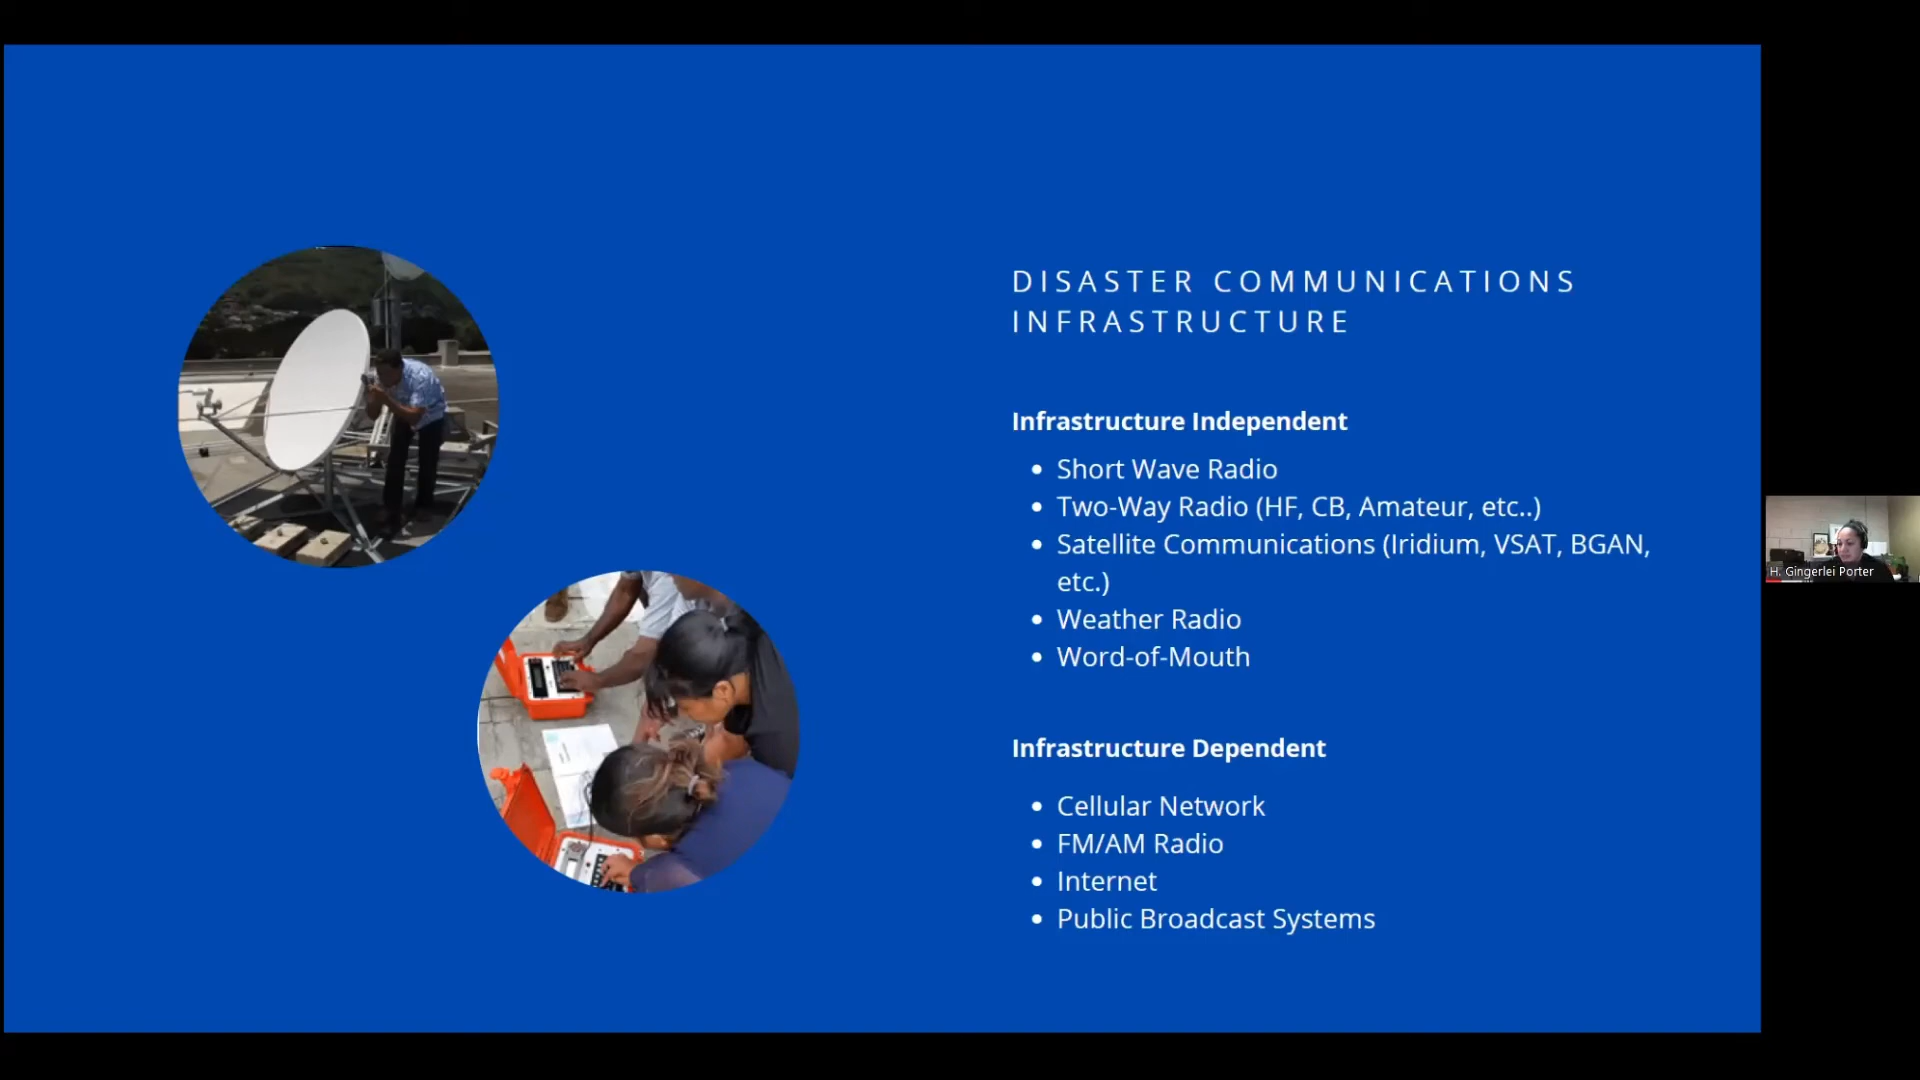 DISASTER COMMUNICATIONS
INFRASTRUCTURE
Infrastructure Independent
• Short Wave Radio
• Two-Way Radio (HF, CB, Amateur, etc..)
• Satellite Communications (Iridium, VSAT, BGAN,
etc.)
• Weather Radio
• Word-of-Mouth
Infrastructure Dependent
• Cellular Network
• FM/AM Radio
• Internet
• Public Broadcast Systems
H. Gingerlei Porter